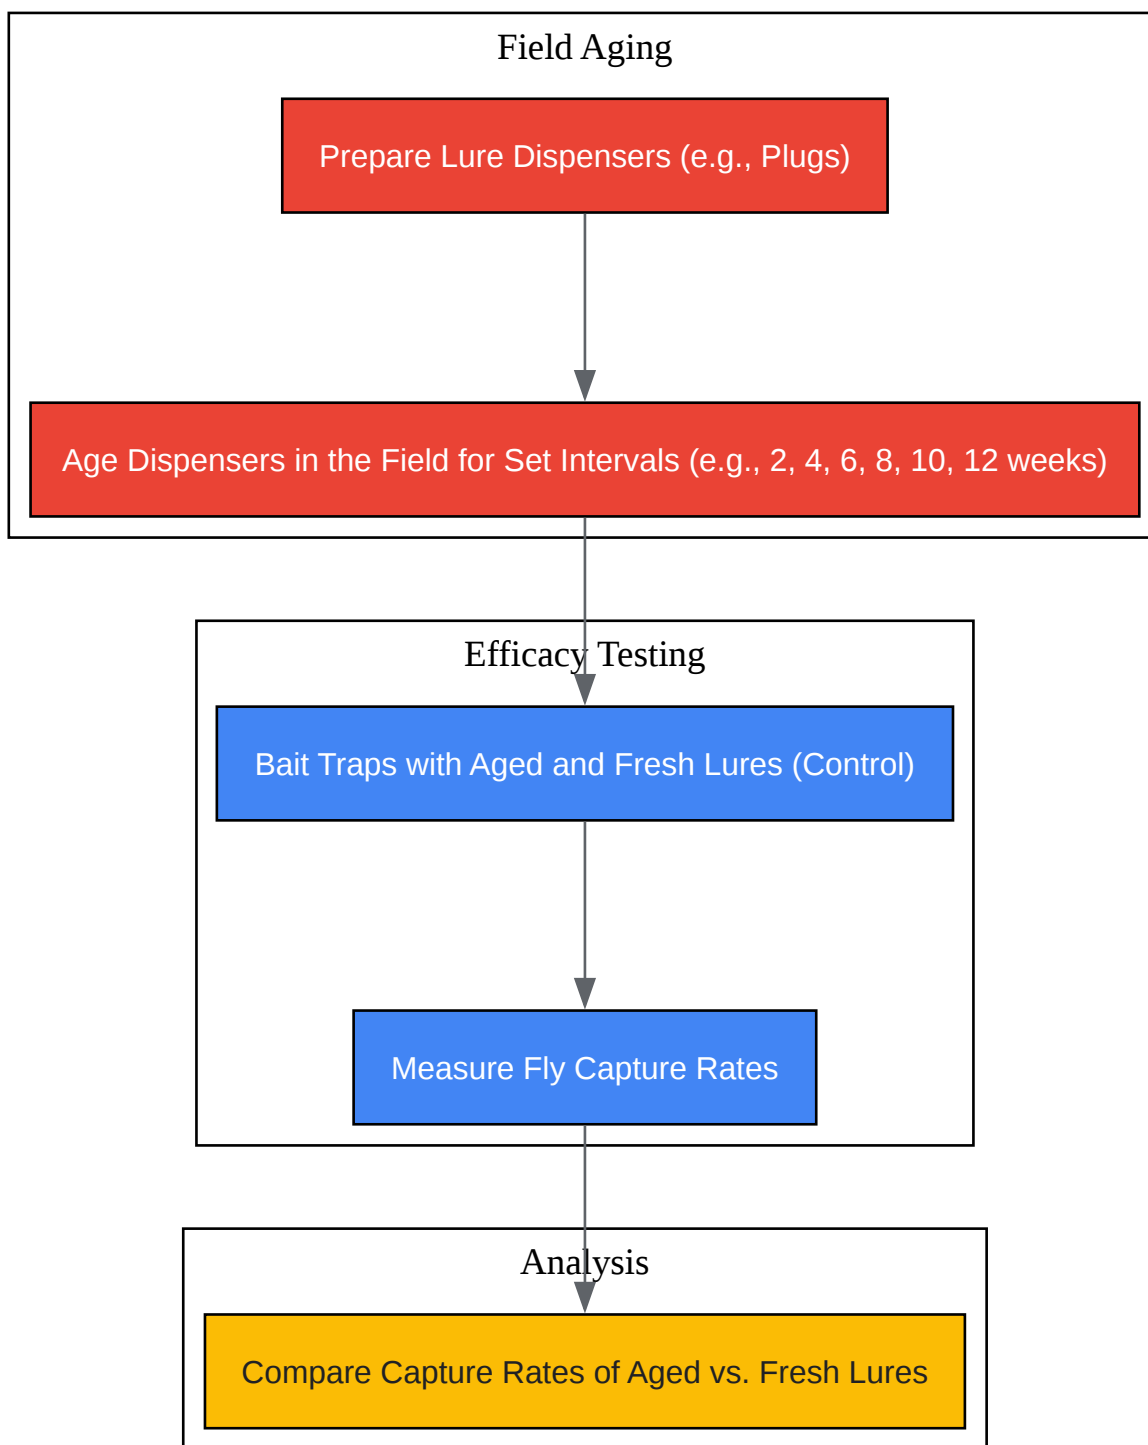 Field Aging
Prepare Lure Dispensers (e.g., Plugs)
Age Dispensers in the Field for Set Intervals (e.g., 2, 4, 6, 8, 10, 12 weeks)
Efficacy Testing
Bait Traps with Aged and Fresh Lures (Control)
Measure Fly Capture Rates
Analysis
Compare Capture Rates of Aged vs. Fresh Lures